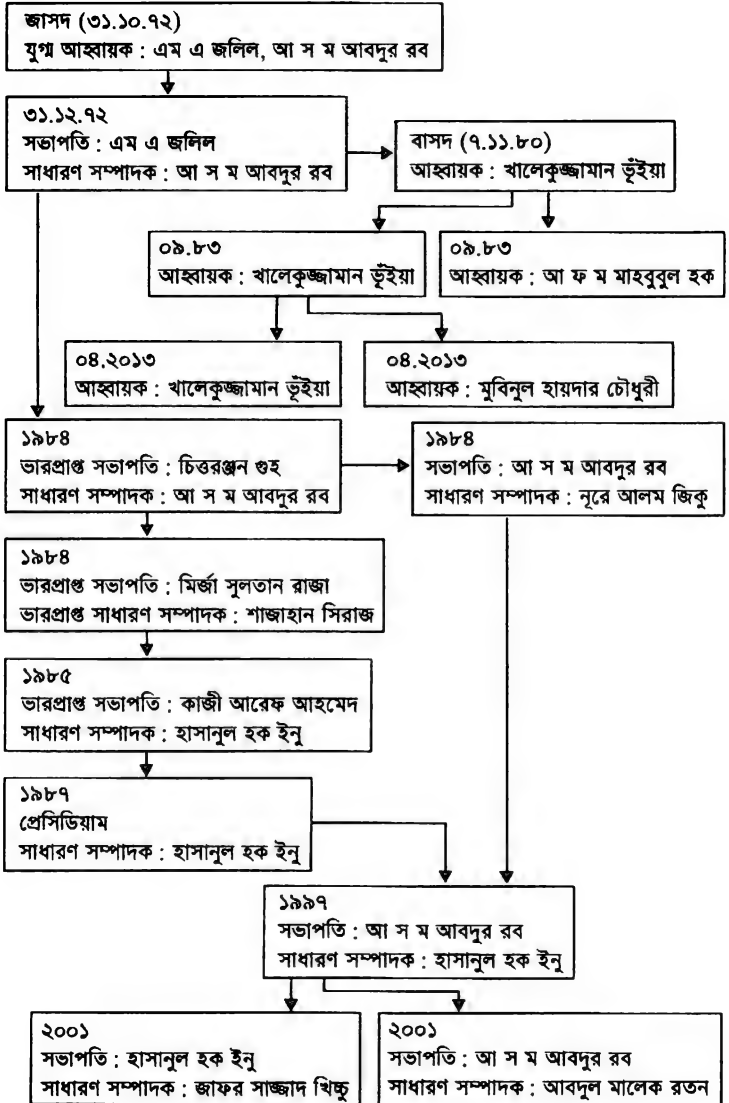 জাসদ (৩১.১০.৭২)
যুগ্ম আহ্বায়ক : এম এ জলিল, আ স ম আবদুর রব
৩১.১২.৭২
সভাপতি : এম এ জলিল
সাধারণ সম্পাদক : আ স ম আবদুর রব
বাসদ (৭.১১.৮০)
আহ্বায়ক : খালেকুজ্জামান ভূঁইয়া
০৯.৮৩
আহ্বায়ক : খালেকুজ্জামান ভূঁইয়া
০৯.৮৩
আহ্বায়ক : আ ফ ম মাহবুবুল হক
০৪.২০১৩
আহ্বায়ক : খালেকুজ্জামান ভূঁইয়া
০৪.২০১৩
আহ্বায়ক : মুবিনুল হায়দার চৌধুরী
১৯৮৪
ভারপ্রাপ্ত সভাপতি : চিত্তরঞ্জন গুহ
সাধারণ সম্পাদক : আ স ম আবদুর রব
১৯৮৪
সভাপতি : আ স ম আবদুর রব
সাধারণ সম্পাদক : নূরে আলম জিকু
১৯৮৪
ভারপ্রাপ্ত সভাপতি : মির্জা সুলতান রাজা
ভারপ্রাপ্ত সাধারণ সম্পাদক : শাজাহান সিরাজ
১৯৮৫
ভারপ্রাপ্ত সভাপতি : কাজী আরেফ আহমেদ
সাধারণ সম্পাদক : হাসানুল হক ইনু
১৯৮৭
প্রেসিডিয়াম
সাধারণ সম্পাদক : হাসানুল হক ইনু
১৯৯৭
সভাপতি : আ স ম আবদুর রব
সাধারণ সম্পাদক : হাসানুল হক ইনু
২০০১
সভাপতি : হাসানুল হক ইনু
সাধারণ সম্পাদক : জাফর সাজ্জাদ খিচ্চু
২০০১
সভাপতি : আ স ম আবদুর রব
সাধারণ সম্পাদক : আবদুল মালেক রতন